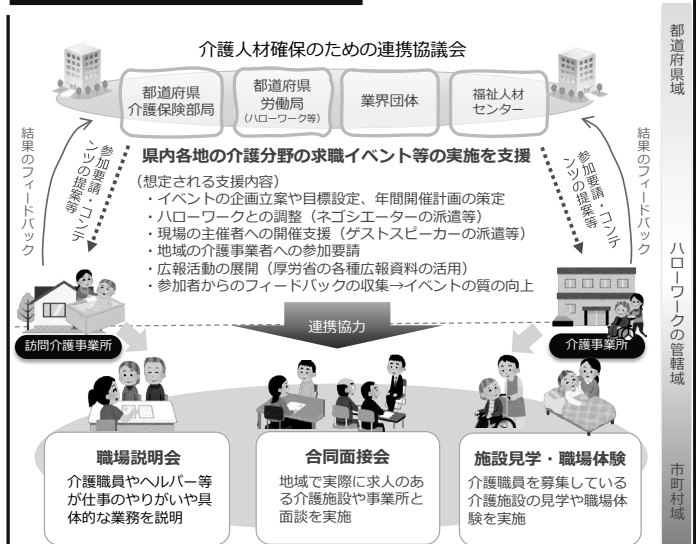 介護人材確保のための連携協議会
都道府県
介護保険部局
都道府県
労働局
(ハローワーク等)
業界団体
福祉人材
センター
県内各地の介護分野の求職イベント等の実施を支援
(想定される支援内容)
・イベントの企画立案や目標設定、年間開催計画の策定
・ハローワークとの調整(ネゴシエーターの派遣等)
・現場の主催者への開催支援(ゲストスピーカーの派遣等)
・地域の介護事業者への参加要請
・広報活動の展開(厚労省の各種広報資料の活用)
・参加者からのフィードバックの収集→イベントの質の向上
結果のフィードバック
参加要請・コンテ
ンツの提案等
参加要請・コンテ
ンツの提案等
結果のフィードバック
連携協力
訪問介護事業所
介護事業所
職場説明会
介護職員やヘルパー等
が仕事のやりがいや具
体的な業務を説明
合同面接会
地域で実際に求人のあ
る介護施設や事業所と
面談を実施
施設見学・職場体験
介護職員を募集している
介護施設の見学や職場体
験を実施
都道府県域
ハローワークの管轄域
市町村域